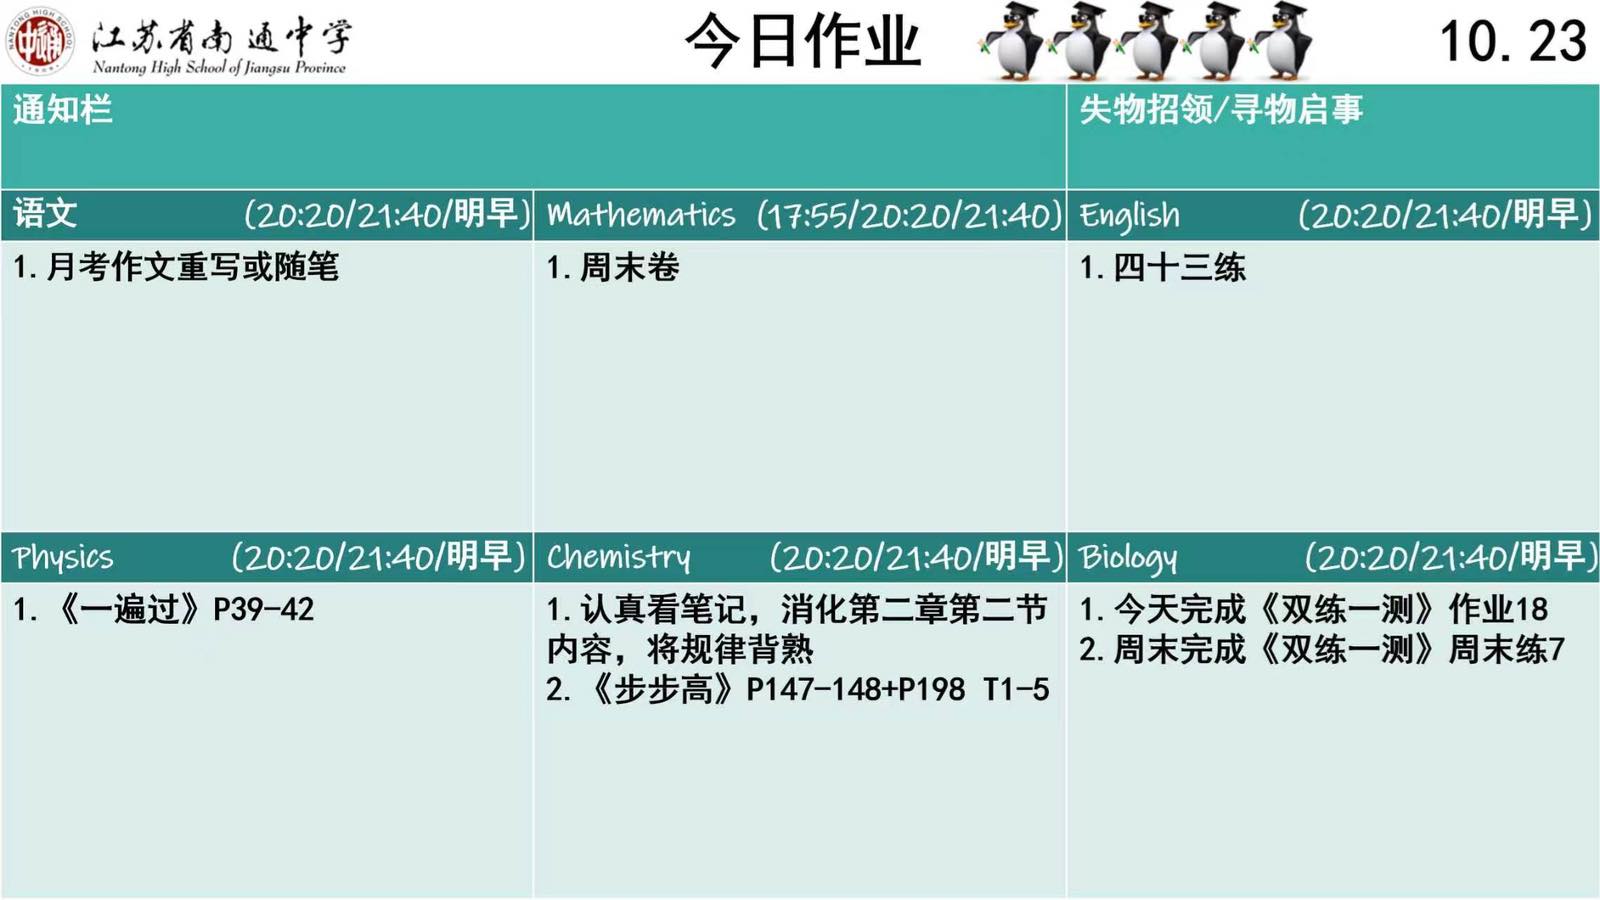 江苏省南通中学
Nantong High School of Jiangsu Province
今日作业
10.23
通知栏
失物招领/寻物启事
语文 (20:20/21:40/明早)
Mathematics (17:55/20:20/21:40)
English (20:20/21:40/明早)
1.月考作文重写或随笔
1.周末卷
1.四十三练
Physics (20:20/21:40/明早)
Chemistry (20:20/21:40/明早)
Biology (20:20/21:40/明早)
1.《一遍过》P39-42
1.认真看笔记，消化第二章第二节
内容，将规律背熟
2.《步步高》P147-148+P198 T1-5
1.今天完成《双练一测》作业18
2.周末完成《双练一测》周末练7